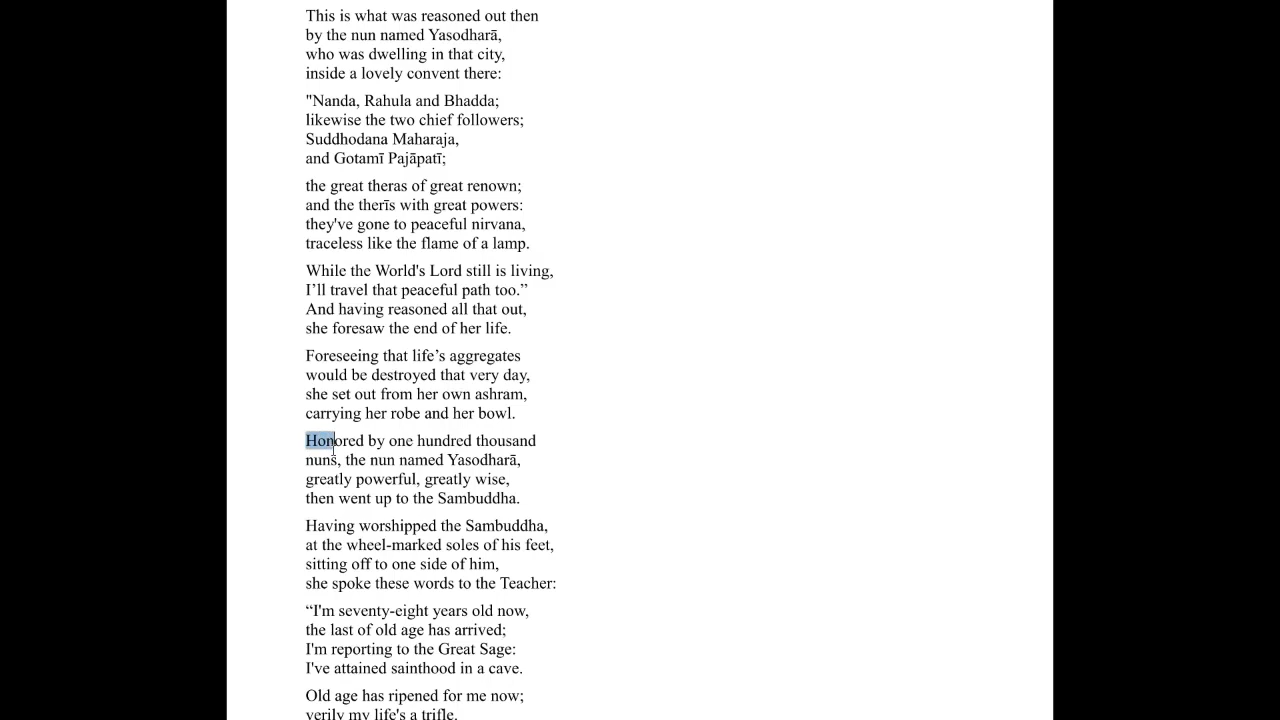 This is what was reasoned out then
by the nun named Yasodharā,
who was dwelling in that city,
inside a lovely convent there:
"Nanda, Rahula and Bhadda;
likewise the two chief followers;
Suddhodana Maharaja,
and Gotamī Pajāpatī;
the great theras of great renown;
and the therīs with great powers:
they've gone to peaceful nirvana,
traceless like the flame of a lamp.
While the World's Lord still is living,
I’ll travel that peaceful path too.”
And having reasoned all that out,
she foresaw the end of her life.
Foreseeing that life’s aggregates
would be destroyed that very day,
she set out from her own ashram,
carrying her robe and her bowl.
Honored by one hundred thousand
nuns, the nun named Yasodharā,
greatly powerful, greatly wise,
then went up to the Sambuddha.
Having worshipped the Sambuddha,
at the wheel-marked soles of his feet,
sitting off to one side of him,
she spoke these words to the Teacher:
“I'm seventy-eight years old now,
the last of old age has arrived;
I'm reporting to the Great Sage:
I've attained sainthood in a cave.
Old age has ripened for me now;
verily my life's a trifle.